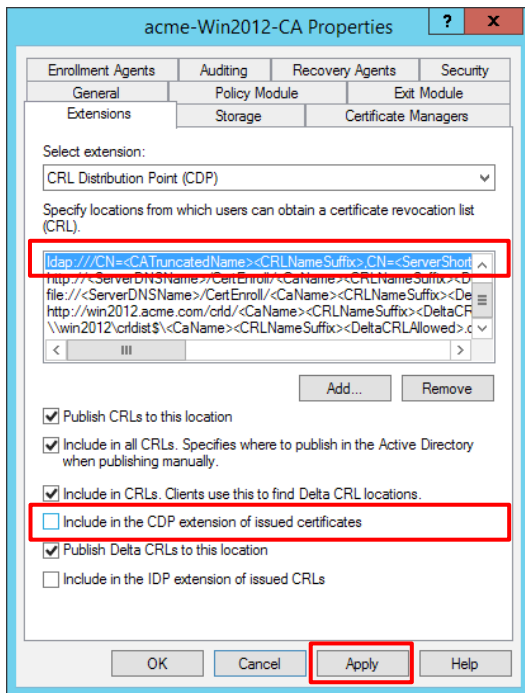 acme-Win2012-CA Properties
?
x
Enrollment Agents
Auditing
Recovery Agents
Security
General
Policy Module
Exit Module
Extensions
Storage
Certificate Managers
Select extension:
CRL Distribution Point (CDP)
Specify locations from which users can obtain a certificate revocation list
(CRL).
ldap:///CN=<CATruncatedName><CRLNameSuffix>,CN=<ServerShort
http://<ServerDNSName>/CertEnroll/<CaName><CRLNameSuffix><D
file://<ServerDNSName>/CertEnroll/<CaName><CRLNameSuffix><De
http://win2012.acme.com/crld/<CaName><CRLNameSuffix><DeltaCR
\\win2012\crldist$\<CaName><CRLNameSuffix><DeltaCRLAllowed>.c
Add...
Remove
Publish CRLs to this location
Include in all CRLs. Specifies where to publish in the Active Directory
when publishing manually.
Include in CRLs. Clients use this to find Delta CRL locations.
Include in the CDP extension of issued certificates
Publish Delta CRLs to this location
Include in the IDP extension of issued CRLs
OK
Cancel
Apply
Help